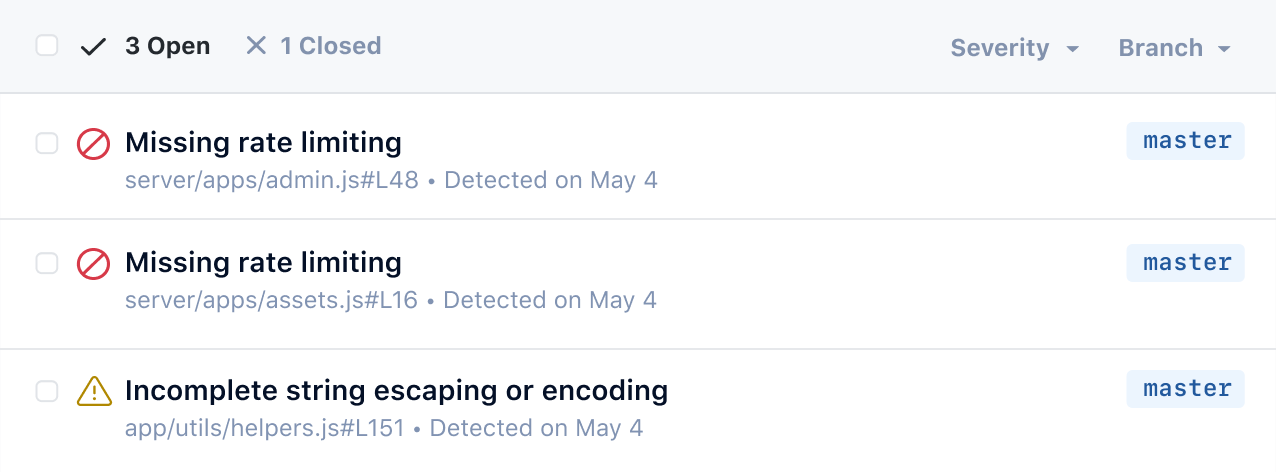 3 Open 1 Closed Severity Branch
Missing rate limiting master
server/apps/admin.js#L48 • Detected on May 4
Missing rate limiting master
server/apps/assets.js#L16 • Detected on May 4
Incomplete string escaping or encoding master
app/utils/helpers.js#L151 • Detected on May 4